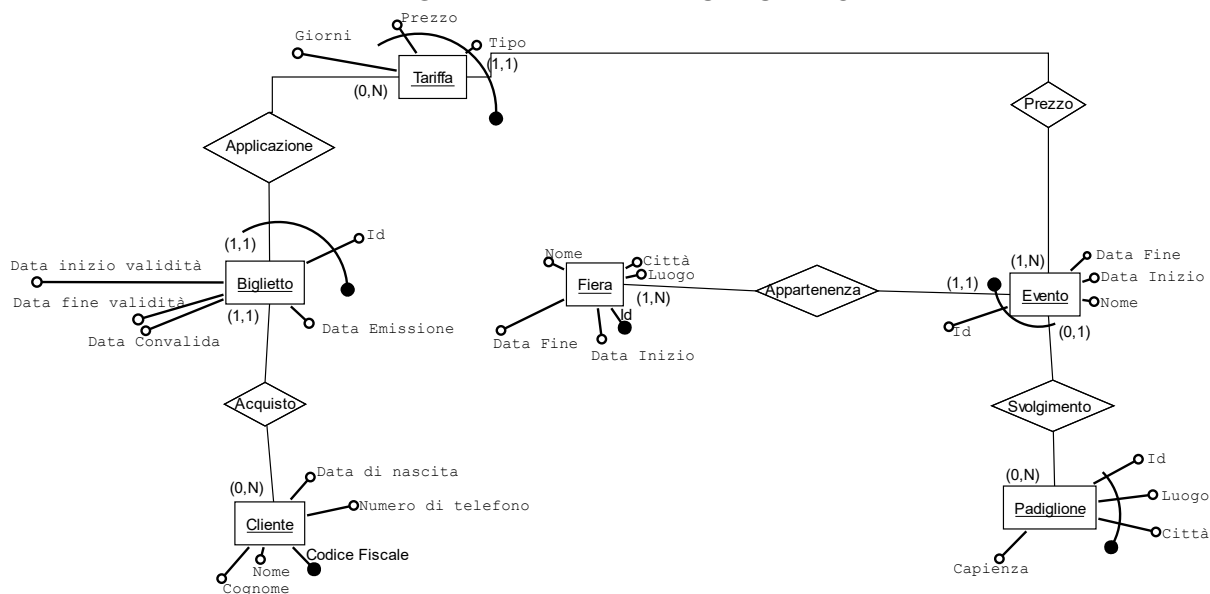 Prezzo
Giorni
Tipo
(1,1)
Tariffa
(0,N)
Prezzo
Applicazione
(1,1)
Id
Data inizio validità
Biglietto
Data fine validità
(1,1)
Data Emissione
Data Convalida
Nome
Città
Luogo
Fiera
(1,N)
Id
Data Fine
Data Inizio
Appartenenza
(1,1)
(1,N)
Data Fine
Data Inizio
Evento
Nome
Id
(0,1)
Acquisto
Svolgimento
(0,N)
Data di nascita
Numero di telefono
Cliente
Codice Fiscale
Nome
Cognome
(0,N)
Id
Luogo
Padiglione
Città
Capienza